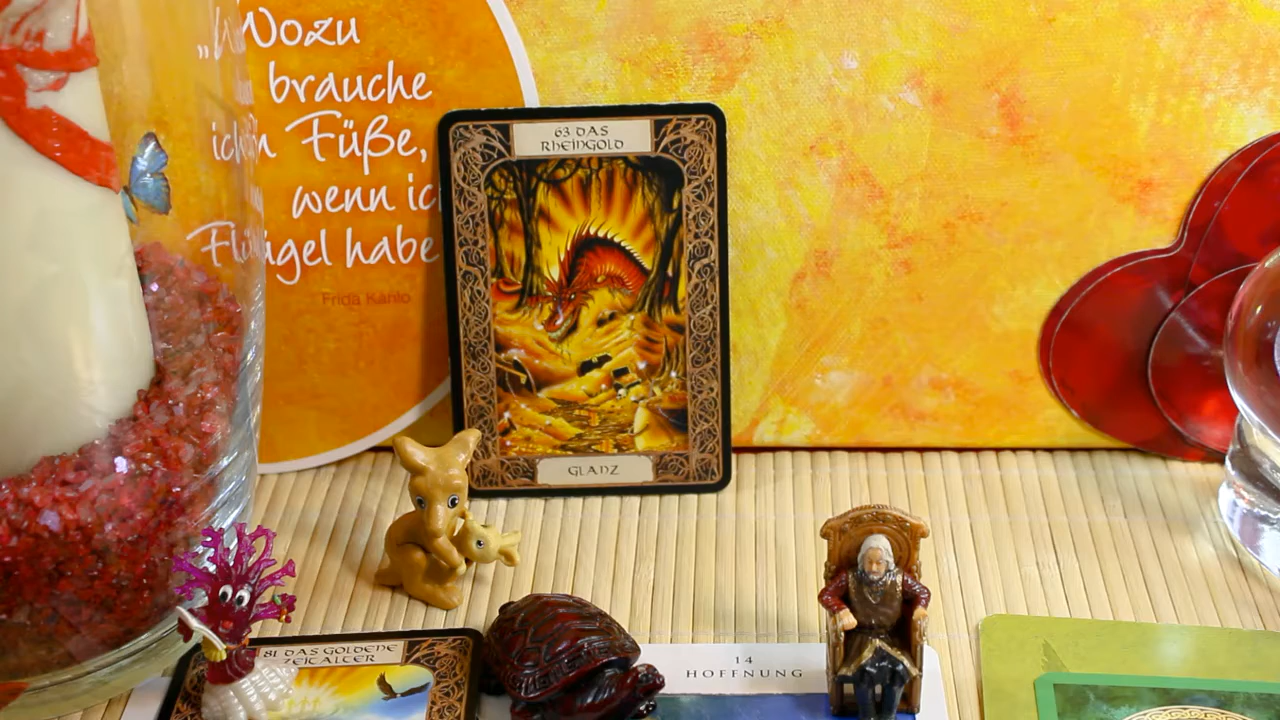 „Wozu
brauche
ich Füße,
wenn ic
Flügel habe
Frida Kahlo
63 DAS
RHEINGOLD
GLANZ
81 DAS GOLDENE
ZEITALTER
14
HOFFNUNG